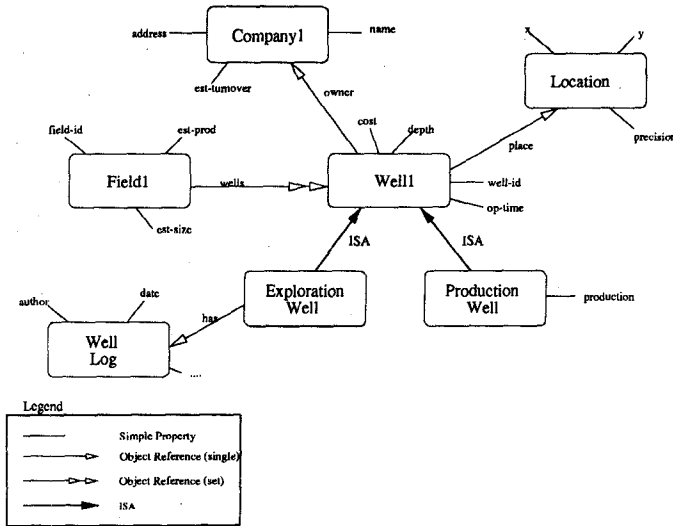 x
y
address
Company1
name
Location
est-turnover
owner
precision
cost
depth
place
field-id
est-prod
Field1
wells
Well1
well-id
op-time
est-size
ISA
ISA
Exploration
Well
Production
Well
production
author
date
has
Well
Log
....
Legend
Simple Property
Object Reference (single)
Object Reference (set)
ISA